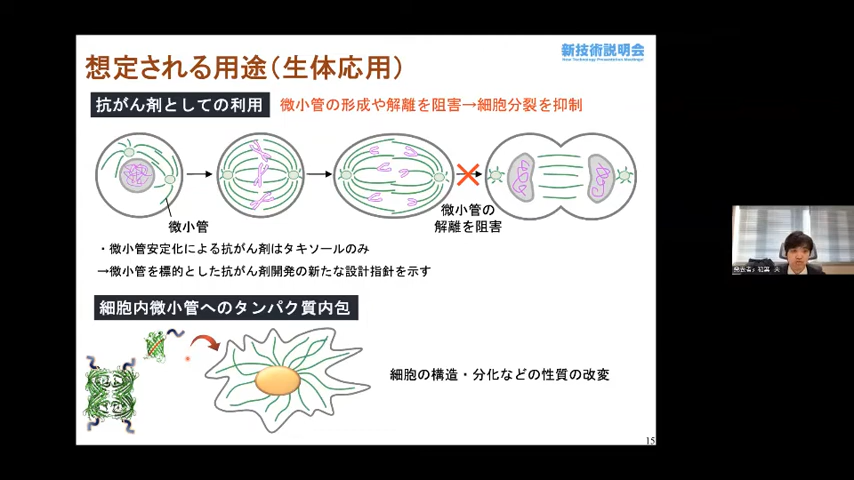 新技術説明会
New Technology Presentation Meetings!
想定される用途(生体応用)
抗がん剤としての利用
微小管の形成や解離を阻害→細胞分裂を抑制
微小管
微小管の
解離を阻害
・微小管安定化による抗がん剤はタキソールのみ
→微小管を標的とした抗がん剤開発の新たな設計指針を示す
細胞内微小管へのタンパク質内包
細胞の構造・分化などの性質の改変
15